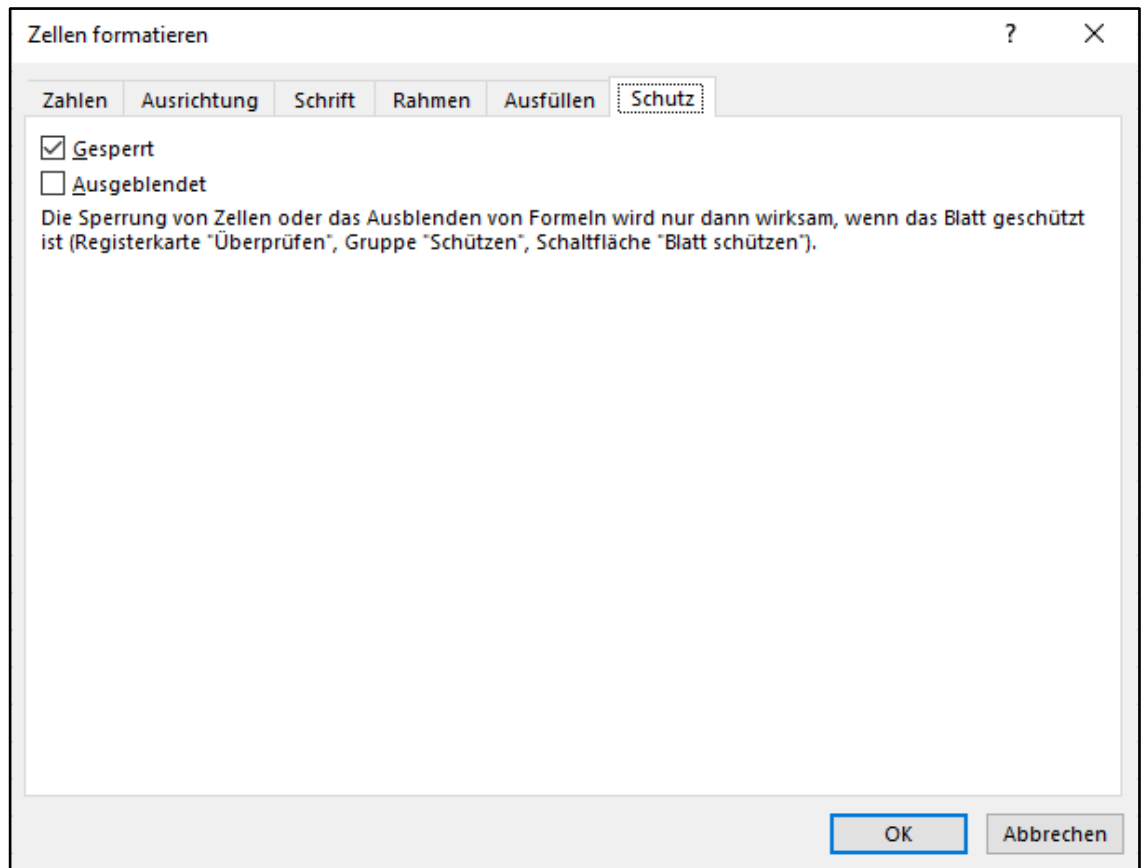 Zellen formatieren ? ×
Zahlen Ausrichtung Schrift Rahmen Ausfüllen Schutz
Gesperrt
Ausgeblendet
Die Sperrung von Zellen oder das Ausblenden von Formeln wird nur dann wirksam, wenn das Blatt geschützt
ist (Registerkarte "Überprüfen", Gruppe "Schützen", Schaltfläche "Blatt schützen").
OK Abbrechen